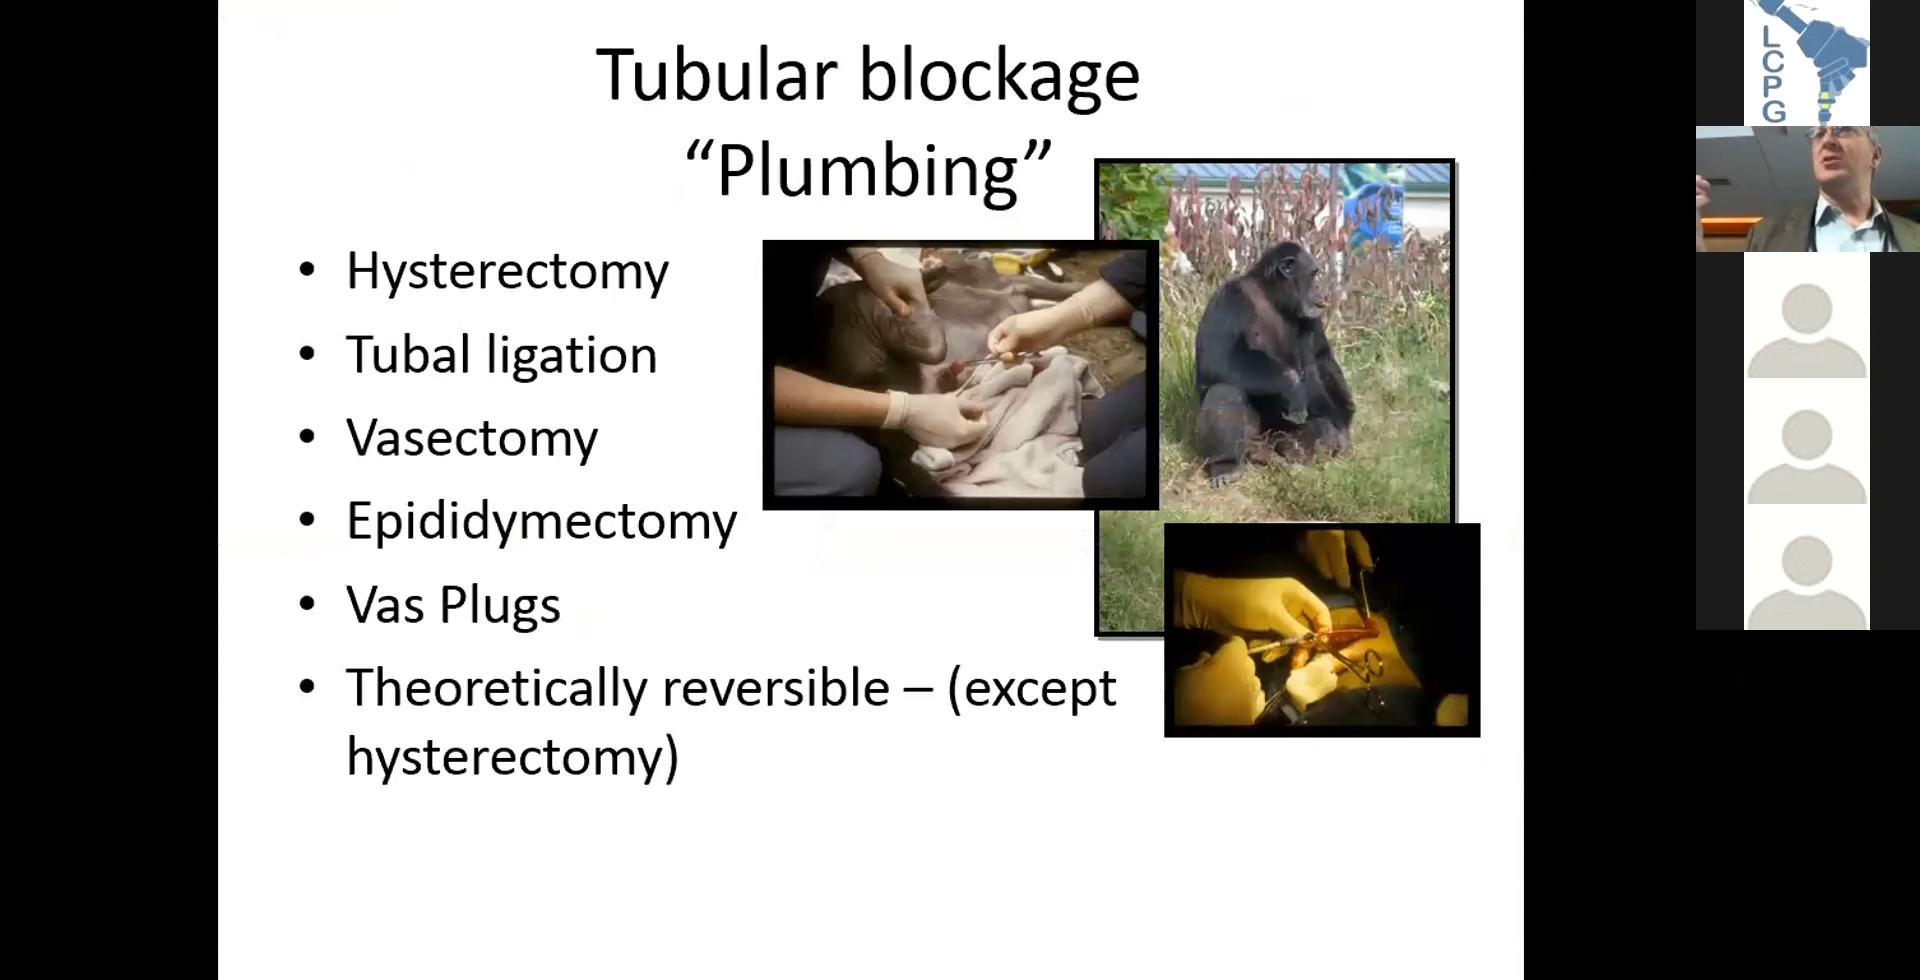 Tubular blockage
“Plumbing”
• Hysterectomy
• Tubal ligation
• Vasectomy
• Epididymectomy
• Vas Plugs
• Theoretically reversible – (except
hysterectomy)
L
C
P
G